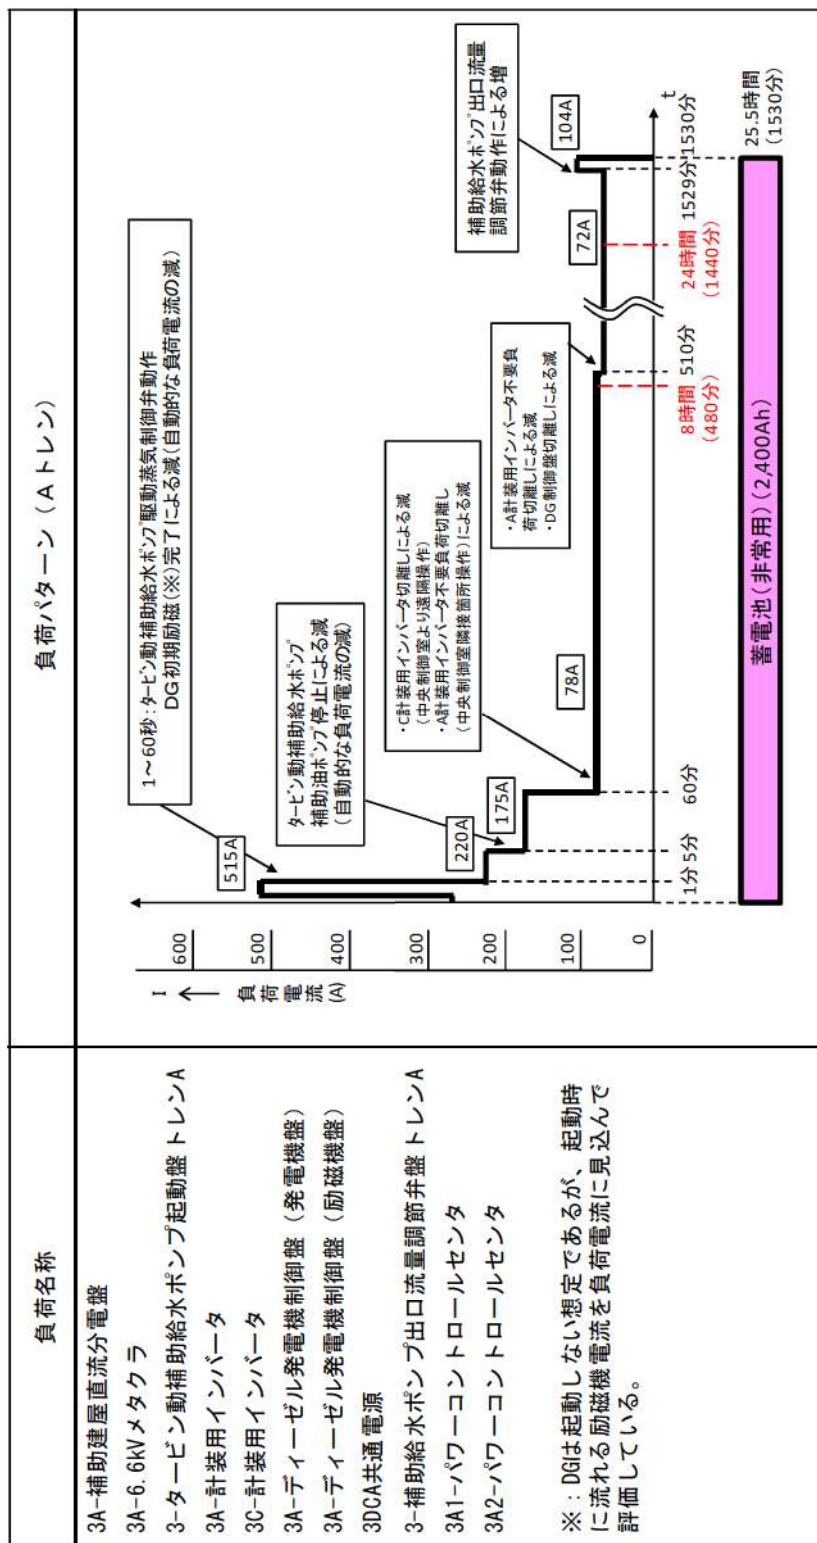 負荷名称
負荷パターン (Aトレン)
3A-補助建屋直流分電盤
3A-6.6kVメタクラ
3-タービン動補助給水ポンプ起動盤トレンA
3A-計装用インバータ
3C-計装用インバータ
3A-ディーゼル発電機制御盤(発電機盤)
3A-ディーゼル発電機制御盤(励磁機盤)
3DCA共通電源
3-補助給水ポンプ出口流量調節弁盤トレンA
3A1-パワーコントロールセンタ
3A2-パワーコントロールセンタ
※:DGは起動しない想定であるが、起動時
に流れる励磁機電流を負荷電流に見込んで
評価している。
I
負荷
電流
(A)
600
500
400
300
200
100
0
1~60秒:タービン動補助給水ポンプ駆動蒸気制御弁動作
DG初期励磁(※)完了による減(自動的な負荷電流の減)
515A
タービン動補助給水ポンプ
補助油ポンプ停止による減
(自動的な負荷電流の減)
220A
175A
・C計装用インバータ切離しによる減
(中央制御室より遠隔操作)
・A計装用インバータ不要負荷切離し
(中央制御室隣接箇所操作)による減
78A
・A計装用インバータ不要負
荷切離しによる減
・DG制御盤切離しによる減
72A
補助給水ポンプ出口流量
調節弁動作による増
104A
t
1分
5分
60分
8時間
(480分)
510分
24時間
(1440分)
1529分
1530分
蓄電池(非常用)(2,400Ah)
25.5時間
(1530分)